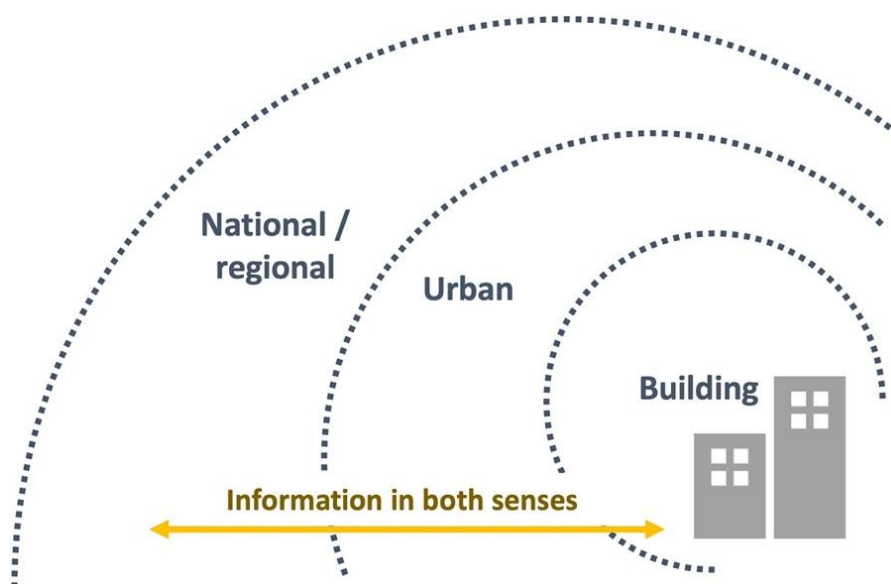 National /
regional
Urban
Building
Information in both senses